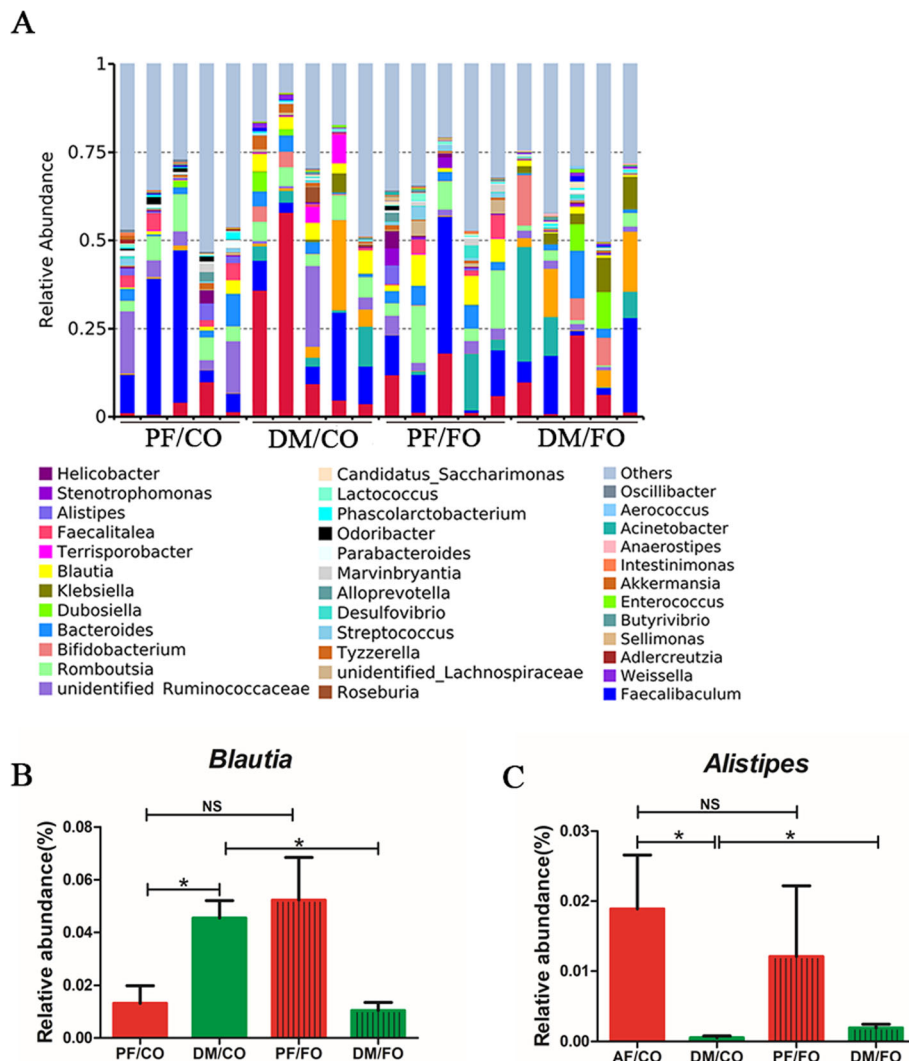 A
1
0.75
0.5
0.25
0
Relative Abundance
PF/CO DM/CO PF/FO DM/FO
Helicobacter Candidatus_Saccharimonas Others
Stenotrophomonas Lactococcus Oscillibacter
Alistipes Phascolarctobacterium Aerococcus
Faecalitalea Odoribacter Acinetobacter
Terrisporobacter Parabacteroides Anaerostipes
Blautia Marvinbryantia Intestinimonas
Klebsiella Alloprevotella Akkermansia
Dubosiella Desulfovibrio Enterococcus
Bacteroides Streptococcus Butyrivibrio
Bifidobacterium Tyzzerella Sellimonas
Romboutsia unidentified_Lachnospiraceae Adlercreutzia
unidentified_Ruminococcaceae Roseburia Weissella
Faecalibaculum
B
Blautia
NS
*
*
0.08
0.06
0.04
0.02
0.00
Relative abundance(%)
PF/CO DM/CO PF/FO DM/FO
C
Alistipes
NS
* *
0.03
0.02
0.01
0.00
Relative abundance(%)
AF/CO DM/CO PF/FO DM/FO